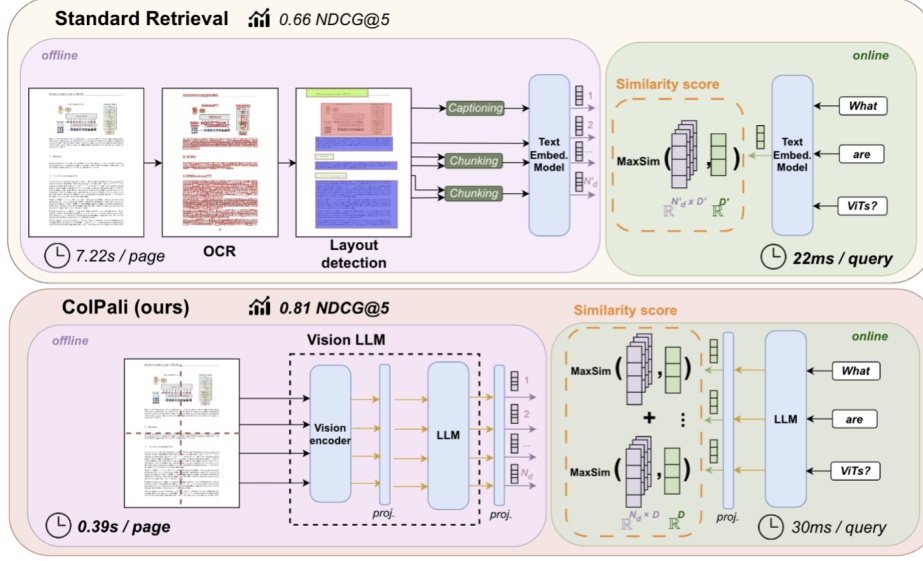 Standard Retrieval
0.66 NDCG@5
offline
online
OCR
Layout
detection
7.22s / page
Captioning
Chunking
Chunking
Text
Embed.
Model
1
2
...
N'd
Similarity score
MaxSim ( , )
ℝ^N'd x D' ℝ^D'
Text
Embed.
Model
What
are
ViTs?
22ms / query
ColPali (ours)
0.81 NDCG@5
offline
Vision LLM
Vision
encoder
proj.
LLM
proj.
1
2
...
Nd
0.39s / page
Similarity score
online
MaxSim ( , )
+ ⋮
MaxSim ( , )
ℝ^Nd x D ℝ^D
proj.
LLM
What
are
ViTs?
30ms / query